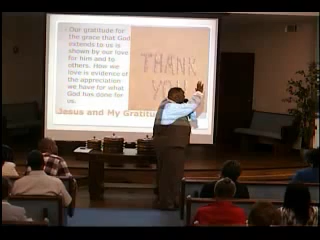 - Our gratitude for
the grace that God
extends to us is
shown by our love
for him and to
others. How we
love is evidence of
the appreciation
we have for what
God has done for
us.
THANK
YOU
Jesus and My Gratitu